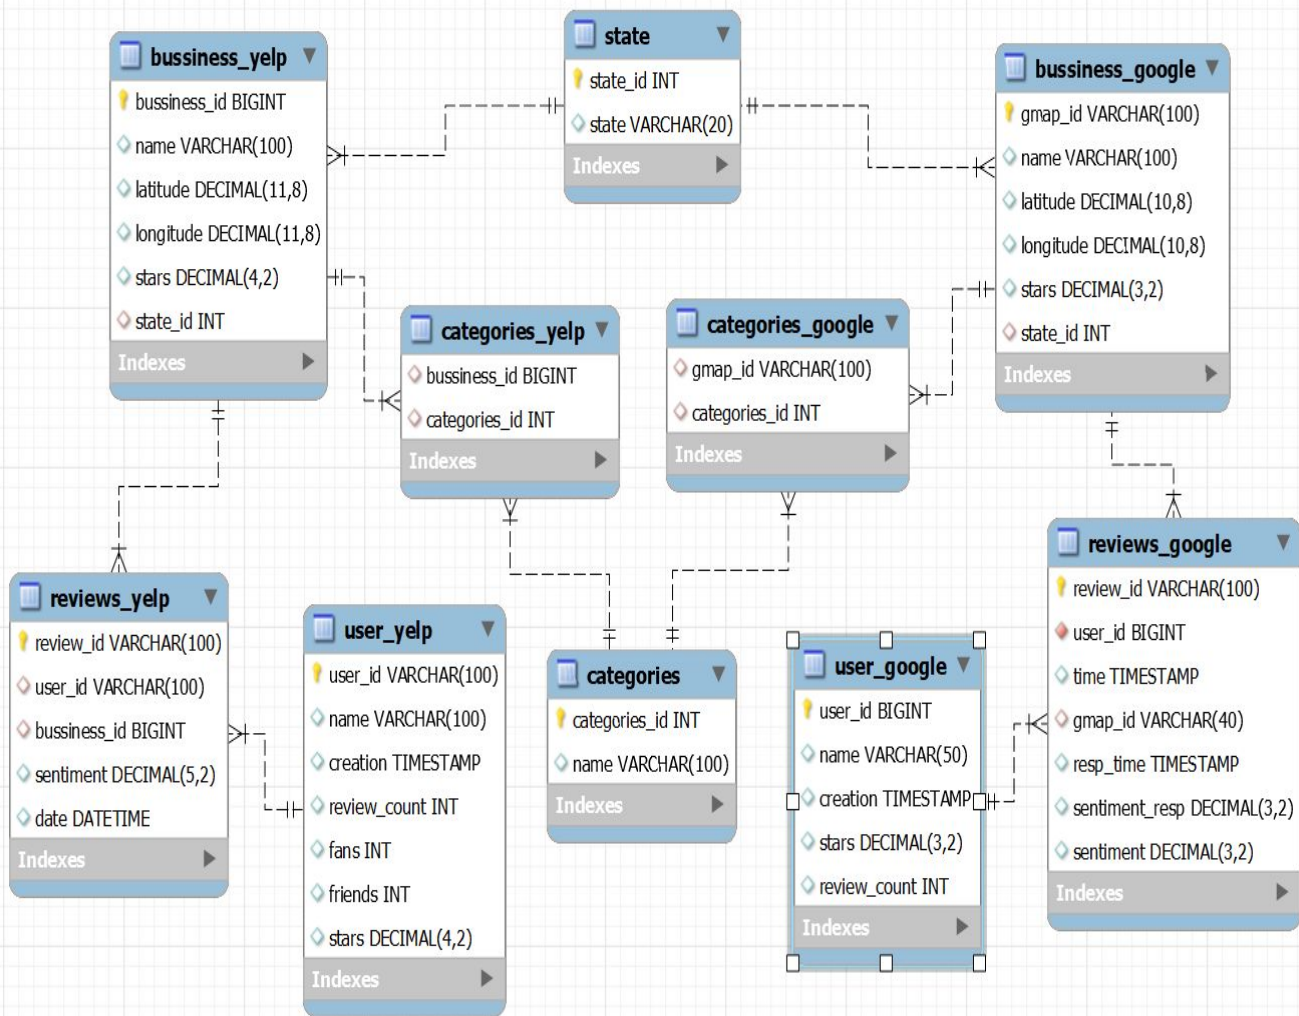 bussiness_yelp
bussiness_id BIGINT
name VARCHAR(100)
latitude DECIMAL(11,8)
longitude DECIMAL(11,8)
stars DECIMAL(4,2)
state_id INT
Indexes
state
state_id INT
state VARCHAR(20)
Indexes
bussiness_google
gmap_id VARCHAR(100)
name VARCHAR(100)
latitude DECIMAL(10,8)
longitude DECIMAL(10,8)
stars DECIMAL(3,2)
state_id INT
Indexes
categories_yelp
bussiness_id BIGINT
categories_id INT
Indexes
categories_google
gmap_id VARCHAR(100)
categories_id INT
Indexes
reviews_yelp
review_id VARCHAR(100)
user_id VARCHAR(100)
bussiness_id BIGINT
sentiment DECIMAL(5,2)
date DATETIME
Indexes
user_yelp
user_id VARCHAR(100)
name VARCHAR(100)
creation TIMESTAMP
review_count INT
fans INT
friends INT
stars DECIMAL(4,2)
Indexes
categories
categories_id INT
name VARCHAR(100)
Indexes
user_google
user_id BIGINT
name VARCHAR(50)
creation TIMESTAMP
stars DECIMAL(3,2)
review_count INT
Indexes
reviews_google
review_id VARCHAR(100)
user_id BIGINT
time TIMESTAMP
gmap_id VARCHAR(40)
resp_time TIMESTAMP
sentiment_resp DECIMAL(3,2)
sentiment DECIMAL(3,2)
Indexes